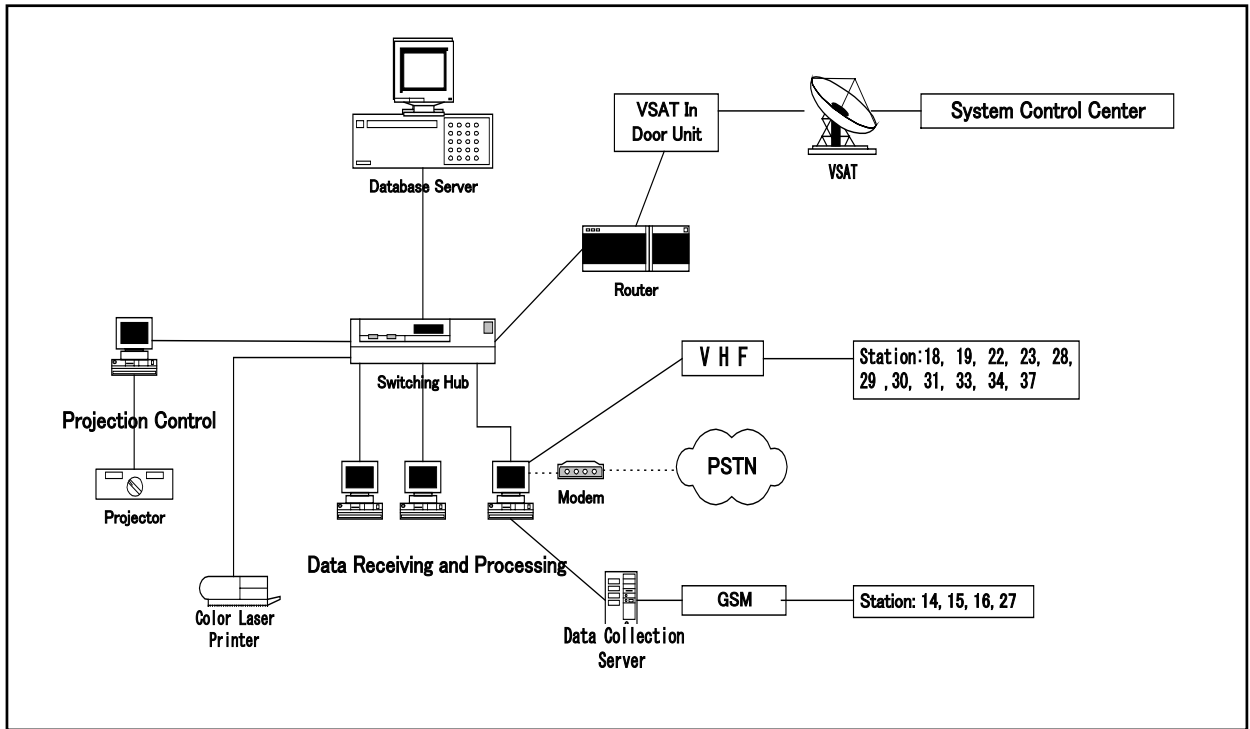 Database Server
VSAT In
Door Unit
VSAT
System Control Center
Router
Switching Hub
Projection Control
Projector
Color Laser
Printer
V H F
Station:18, 19, 22, 23, 28,
29 ,30, 31, 33, 34, 37
Modem
PSTN
Data Receiving and Processing
Data Collection
Server
GSM
Station: 14, 15, 16, 27